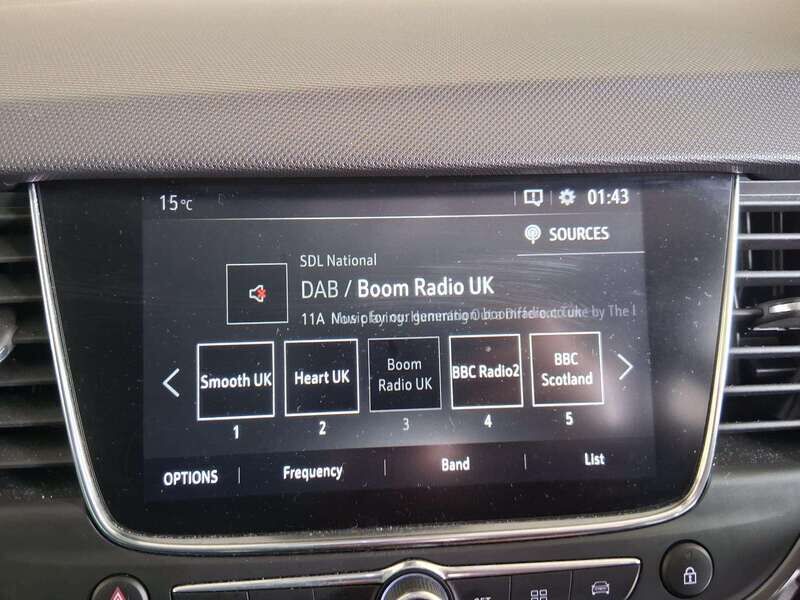 15°C
01:43
SOURCES
SDL National
DAB / Boom Radio UK
11A
Smooth UK
Heart UK
Boom
Radio UK
BBC Radio2
BBC
Scotland
1 2 3 4 5
OPTIONS Frequency Band List